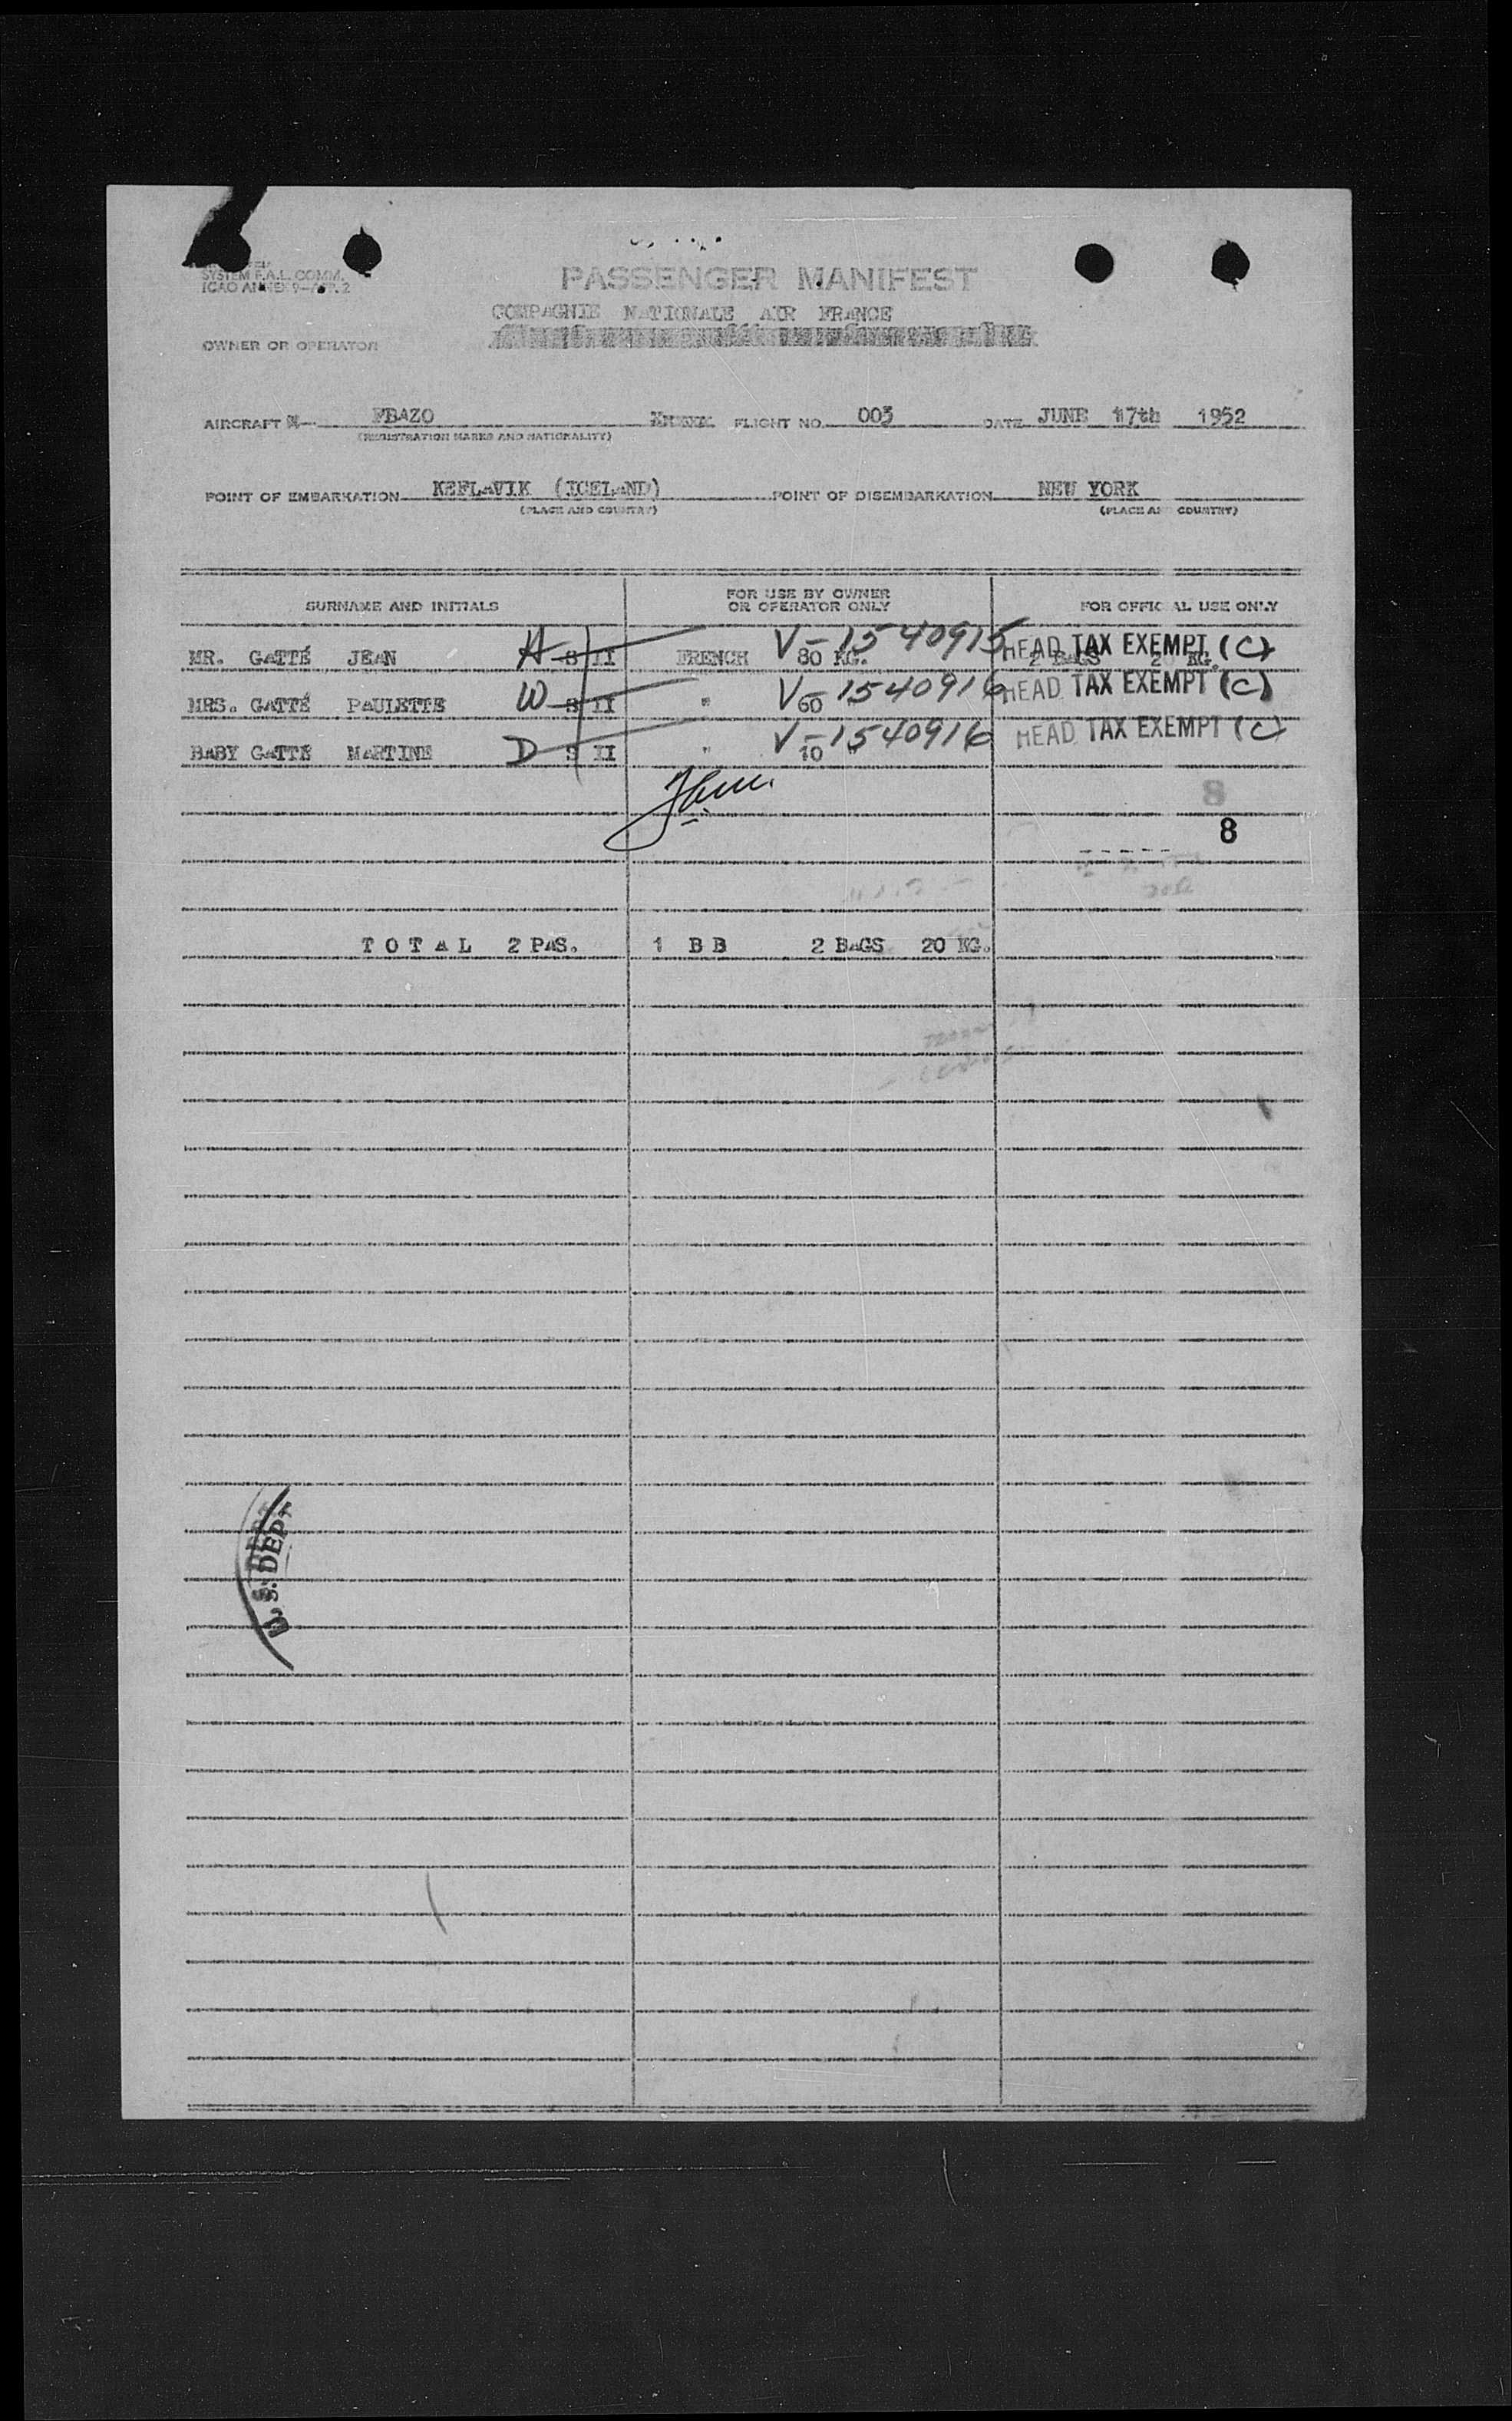 SYSTEM F.A.L. COMM.
ICAO ANNEX 9-APP. 2
PASSENGER MANIFEST
COMPAGNIE NATIONALE AIR FRANCE
OWNER OR OPERATOR
AIRCRAFT FBAZO FLIGHT NO. 003 DATE JUNE 17th 1952
(REGISTRATION MARKS AND NATIONALITY)
POINT OF EMBARKATION KEFLAVIK (ICELAND) POINT OF DISEMBARKATION NEW YORK
(PLACE AND COUNTRY) (PLACE AND COUNTRY)
SURNAME AND INITIALS FOR USE BY OWNER OR OPERATOR ONLY FOR OFFICIAL USE ONLY
MR. GATTÉ JEAN H S II FRENCH 80 KG. V-1540915 2 BAGS 20 KG. HEAD TAX EXEMPT (C)
MRS. GATTÉ PAULETTE W S II " 60 V-1540916 HEAD TAX EXEMPT (C)
BABY GATTÉ MARTINE D S II " 10 " V-1540916 HEAD TAX EXEMPT (C)
8
8
TOTAL 2 PAS. 1 BB 2 BAGS 20 KG.
U.S. DEPT